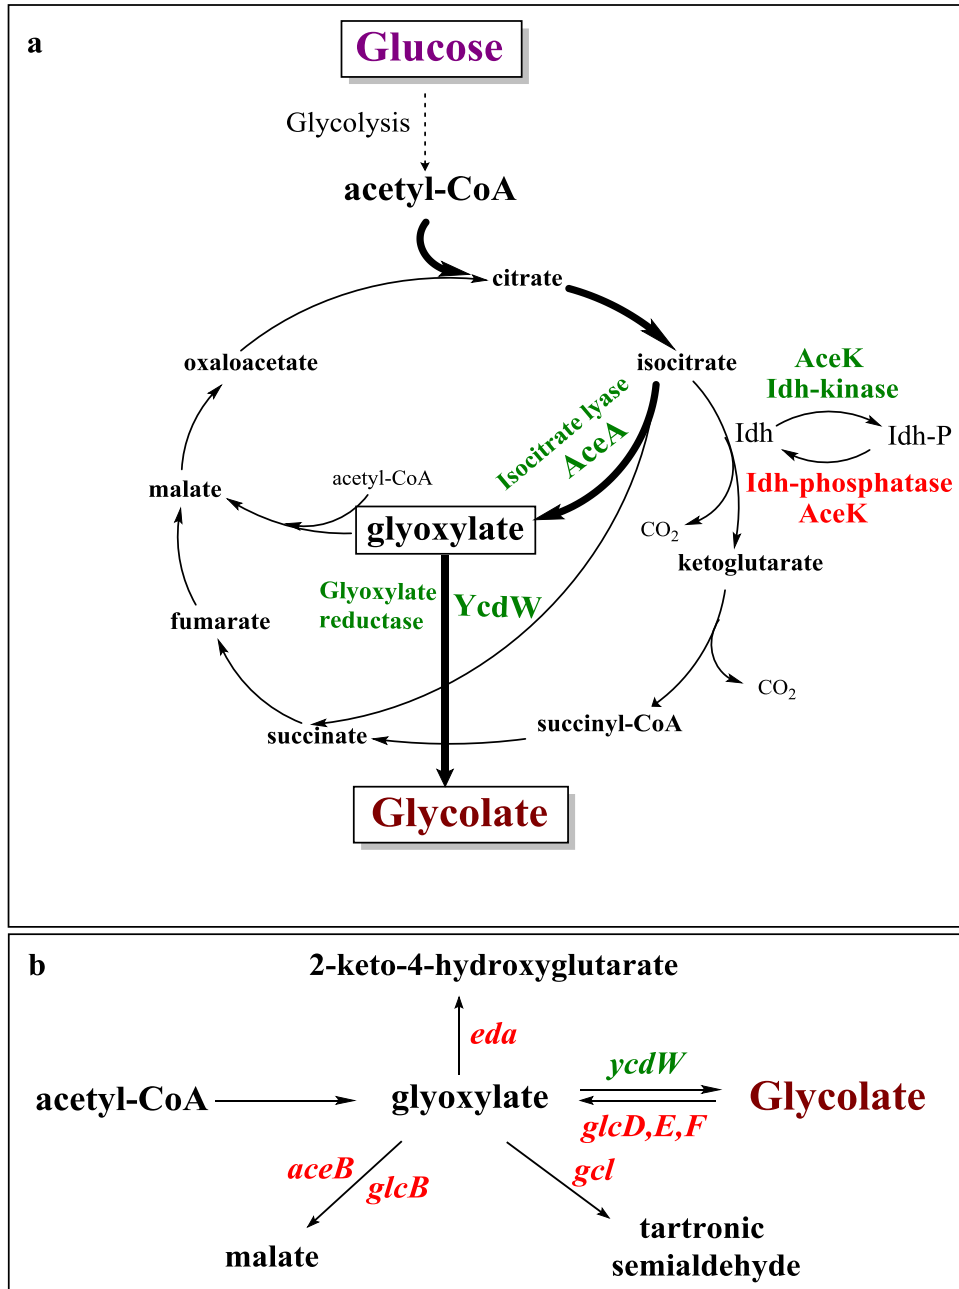 a
Glucose
Glycolysis
acetyl-CoA
citrate
oxaloacetate
isocitrate
AceK
Idh-kinase
Idh
Idh-P
Idh-phosphatase
AceK
Isocitrate lyase
AceA
malate
acetyl-CoA
glyoxylate
CO2
ketoglutarate
Glyoxylate
reductase
YcdW
fumarate
CO2
succinate
succinyl-CoA
Glycolate
b
2-keto-4-hydroxyglutarate
eda
ycdW
acetyl-CoA
glyoxylate
Glycolate
glcD,E,F
aceB
glcB
gcl
malate
tartronic
semialdehyde